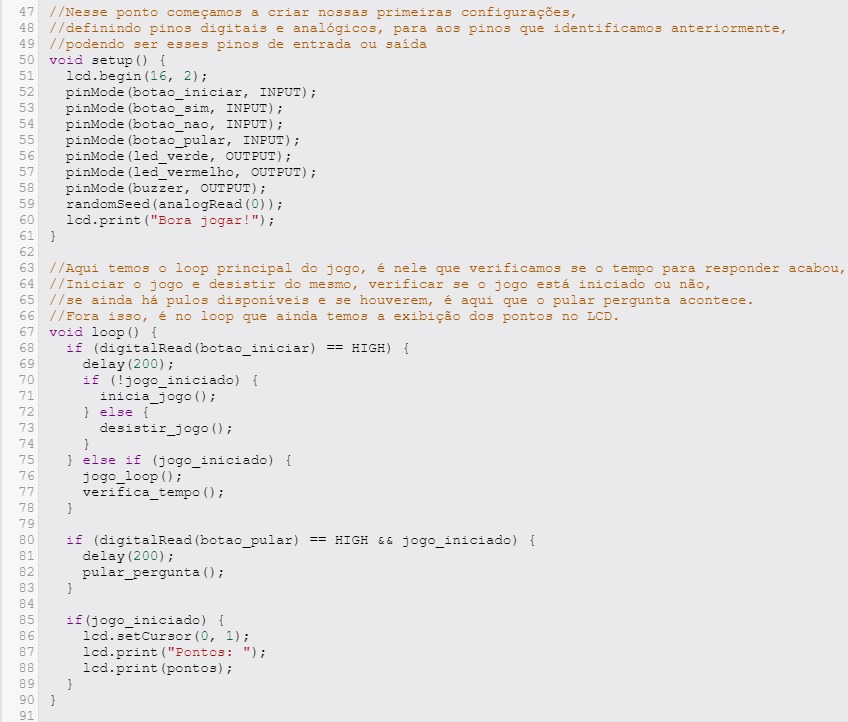 47 //Nesse ponto começamos a criar nossas primeiras configurações,
48 //definindo pinos digitais e analógicos, para aos pinos que identificamos anteriormente,
49 //podendo ser esses pinos de entrada ou saída
50 void setup() {
51   lcd.begin(16, 2);
52   pinMode(botao_iniciar, INPUT);
53   pinMode(botao_sim, INPUT);
54   pinMode(botao_nao, INPUT);
55   pinMode(botao_pular, INPUT);
56   pinMode(led_verde, OUTPUT);
57   pinMode(led_vermelho, OUTPUT);
58   pinMode(buzzer, OUTPUT);
59   randomSeed(analogRead(0));
60   lcd.print("Bora jogar!");
61 }
62
63 //Aqui temos o loop principal do jogo, é nele que verificamos se o tempo para responder acabou,
64 //Iniciar o jogo e desistir do mesmo, verificar se o jogo está iniciado ou não,
65 //se ainda há pulos disponíveis e se houverem, é aqui que o pular pergunta acontece.
66 //Fora isso, é no loop que ainda temos a exibição dos pontos no LCD.
67 void loop() {
68   if (digitalRead(botao_iniciar) == HIGH) {
69     delay(200);
70     if (!jogo_iniciado) {
71       inicia_jogo();
72     } else {
73       desistir_jogo();
74     }
75   } else if (jogo_iniciado) {
76     jogo_loop();
77     verifica_tempo();
78   }
79
80   if (digitalRead(botao_pular) == HIGH && jogo_iniciado) {
81     delay(200);
82     pular_pergunta();
83   }
84
85   if(jogo_iniciado) {
86     lcd.setCursor(0, 1);
87     lcd.print("Pontos: ");
88     lcd.print(pontos);
89   }
90 }
91